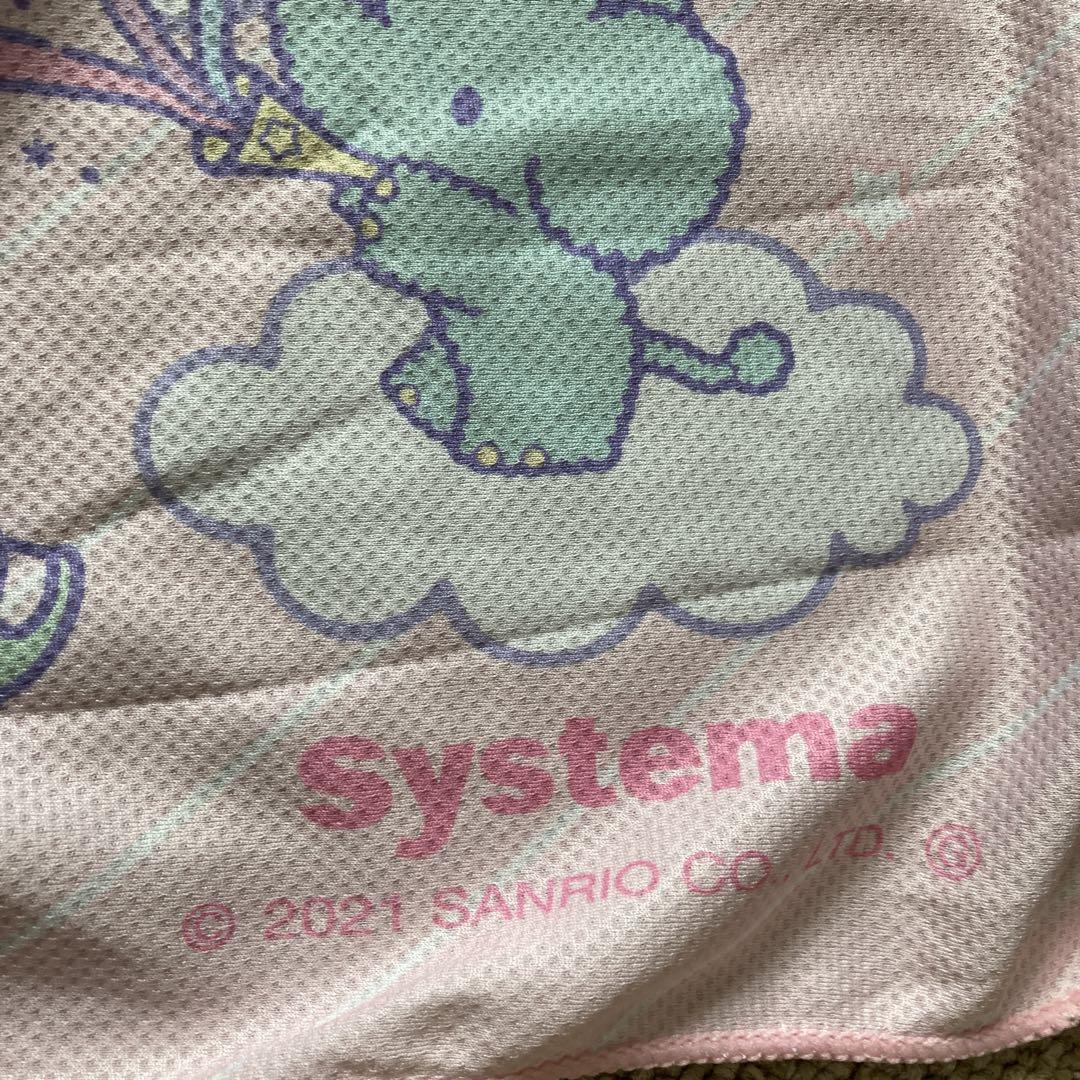 Systema
© 2021 SANRIO CO., LTD. Ⓖ